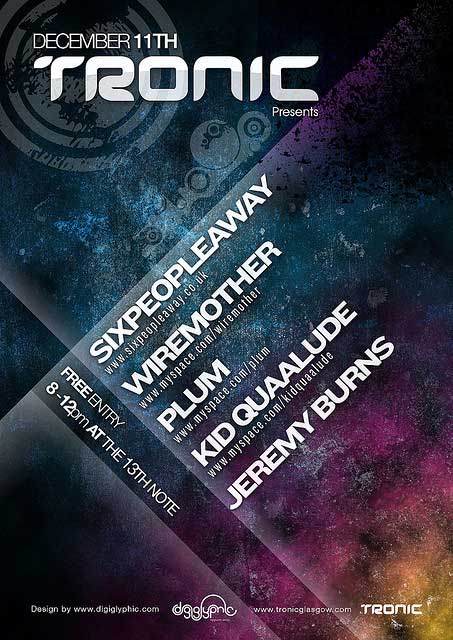 DECEMBER 11TH
TRONIC
Presents
SIXPEOPLEAWAY
www.sixpeopleaway.co.uk
WIREMOTHER
www.myspace.com/wiremother
PLUM
www.myspace.com/plum
KID QUAALUDE
www.myspace.com/kidquaalude
JEREMY BURNS
FREE ENTRY
8-12pm AT THE 13TH NOTE
Design by www.digiglyphic.com
digiglyphic
www.tronicglasgow.com
TRONIC